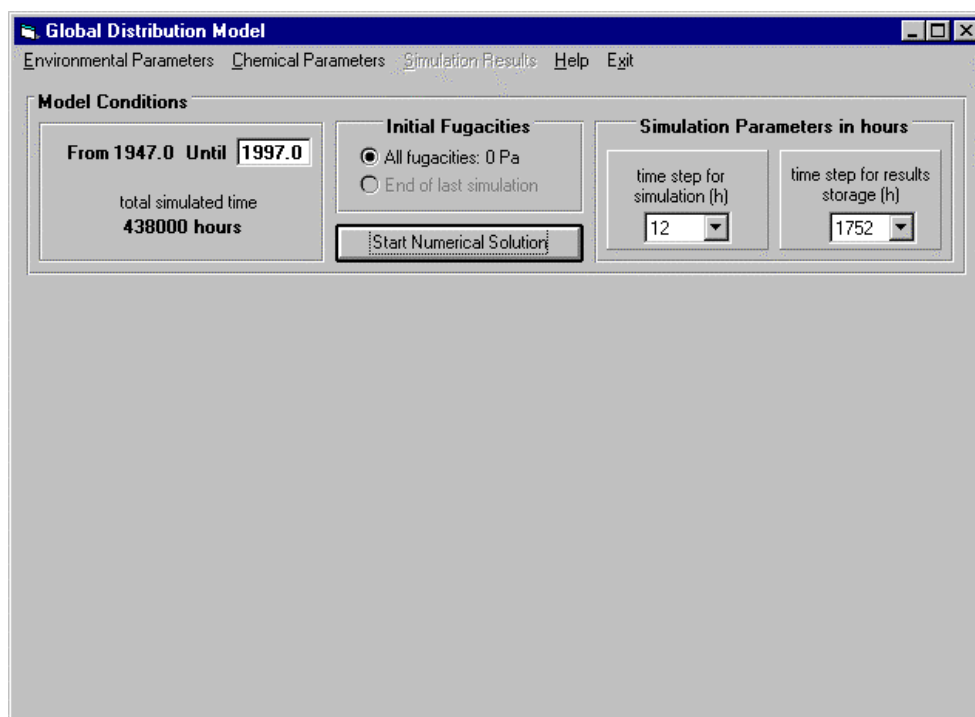 Global Distribution Model
Environmental Parameters Chemical Parameters Simulation Results Help Exit
Model Conditions
From 1947.0 Until 1997.0
total simulated time
438000 hours
Initial Fugacities
All fugacities: 0 Pa
End of last simulation
Start Numerical Solution
Simulation Parameters in hours
time step for
simulation (h)
12
time step for results
storage (h)
1752